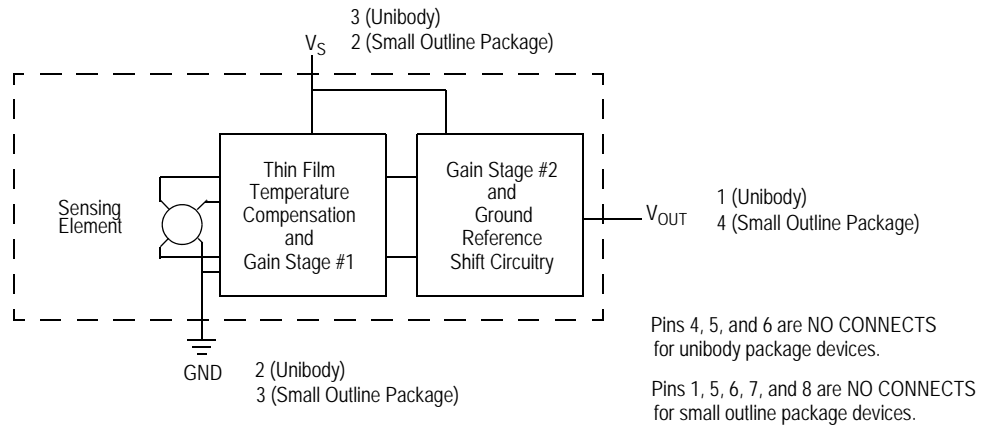 3 (Unibody)
2 (Small Outline Package)
VS
Thin Film
Temperature
Compensation
and
Gain Stage #1
Gain Stage #2
and
Ground
Reference
Shift Circuitry
Sensing
Element
VOUT
1 (Unibody)
4 (Small Outline Package)
GND
2 (Unibody)
3 (Small Outline Package)
Pins 4, 5, and 6 are NO CONNECTS
for unibody package devices.
Pins 1, 5, 6, 7, and 8 are NO CONNECTS
for small outline package devices.